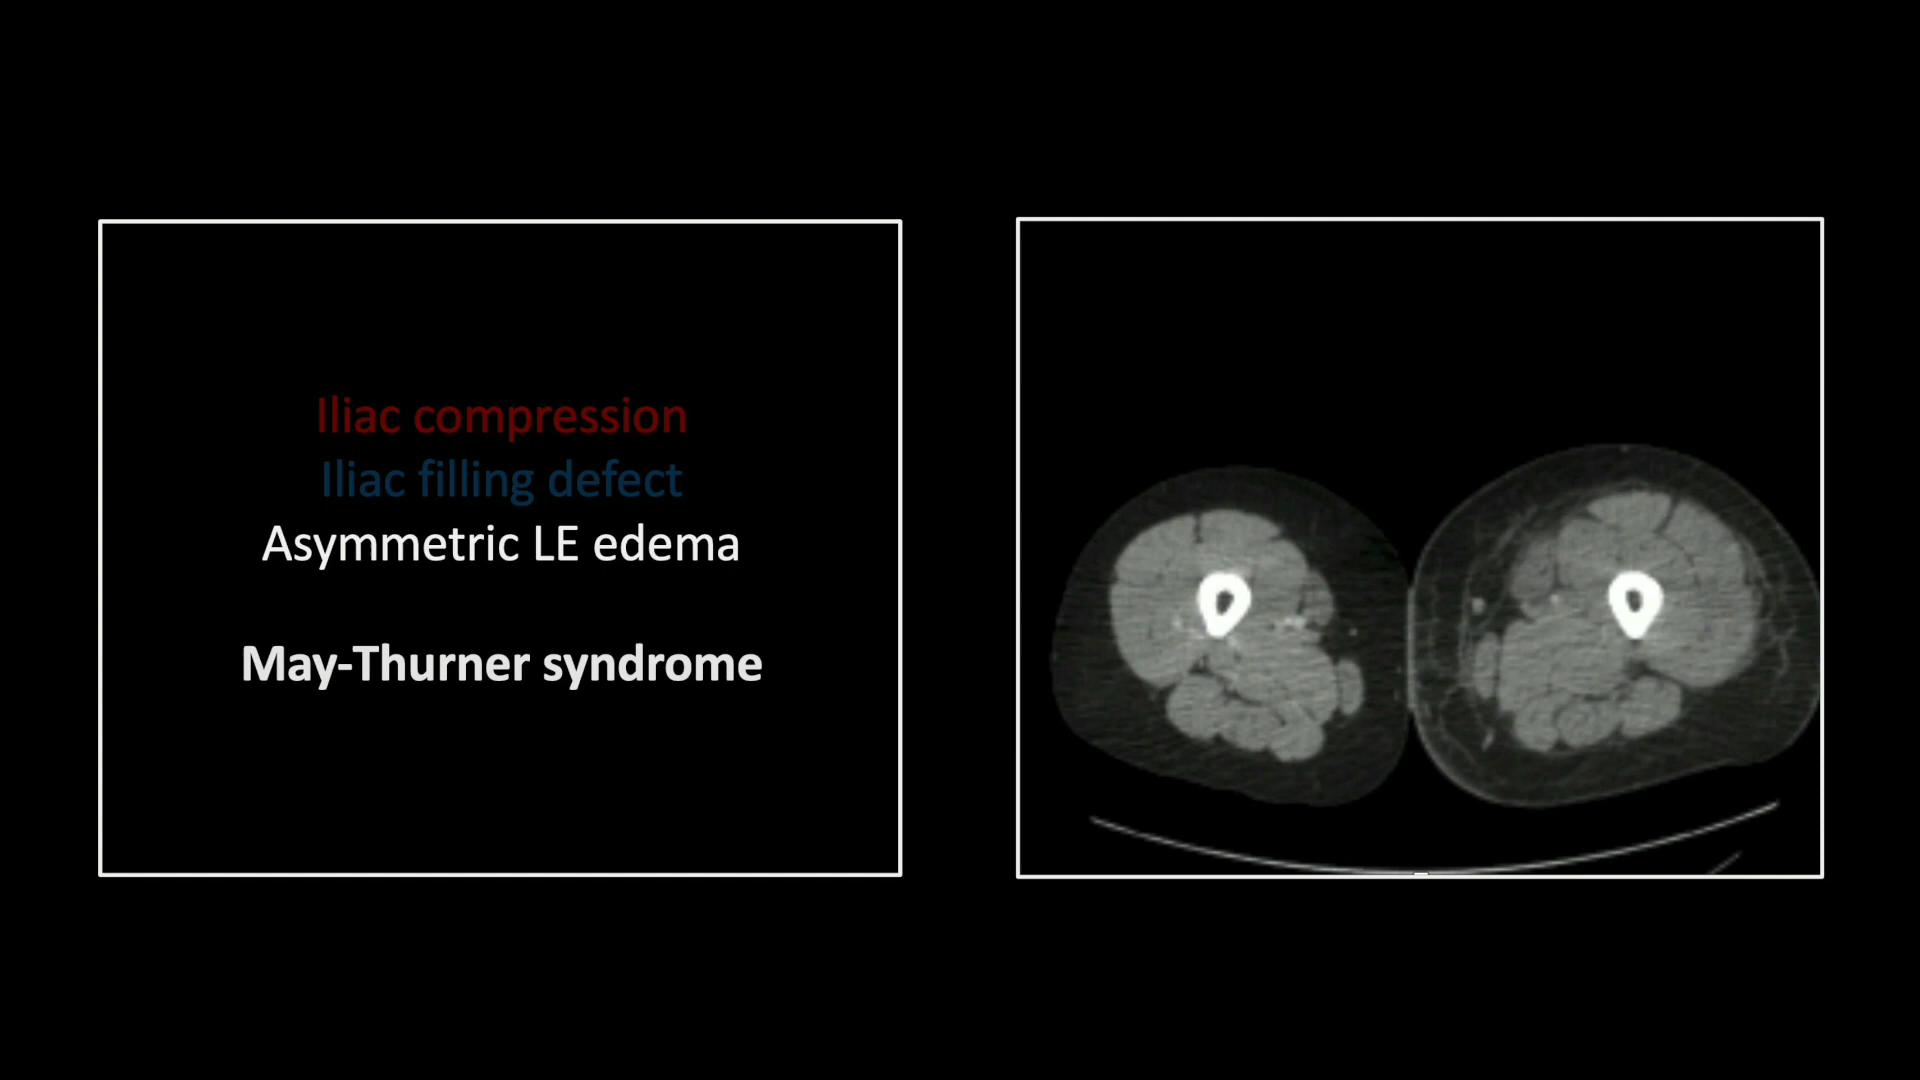 Iliac compression
Iliac filling defect
Asymmetric LE edema
May-Thurner syndrome